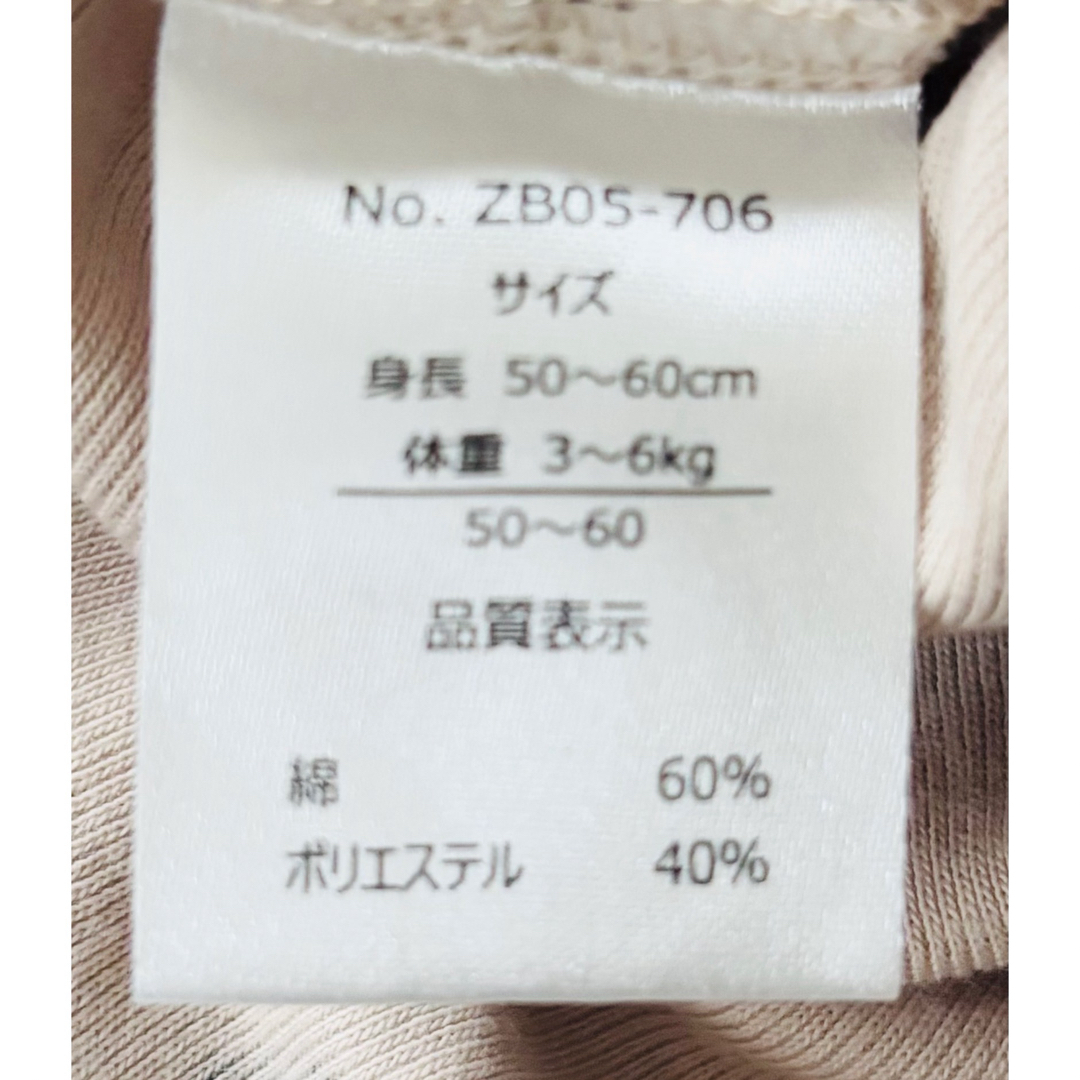 No. ZB05-706
サイズ
身長 50～60cm
体重 3～6kg
50～60
品質表示
綿 60%
ポリエステル 40%